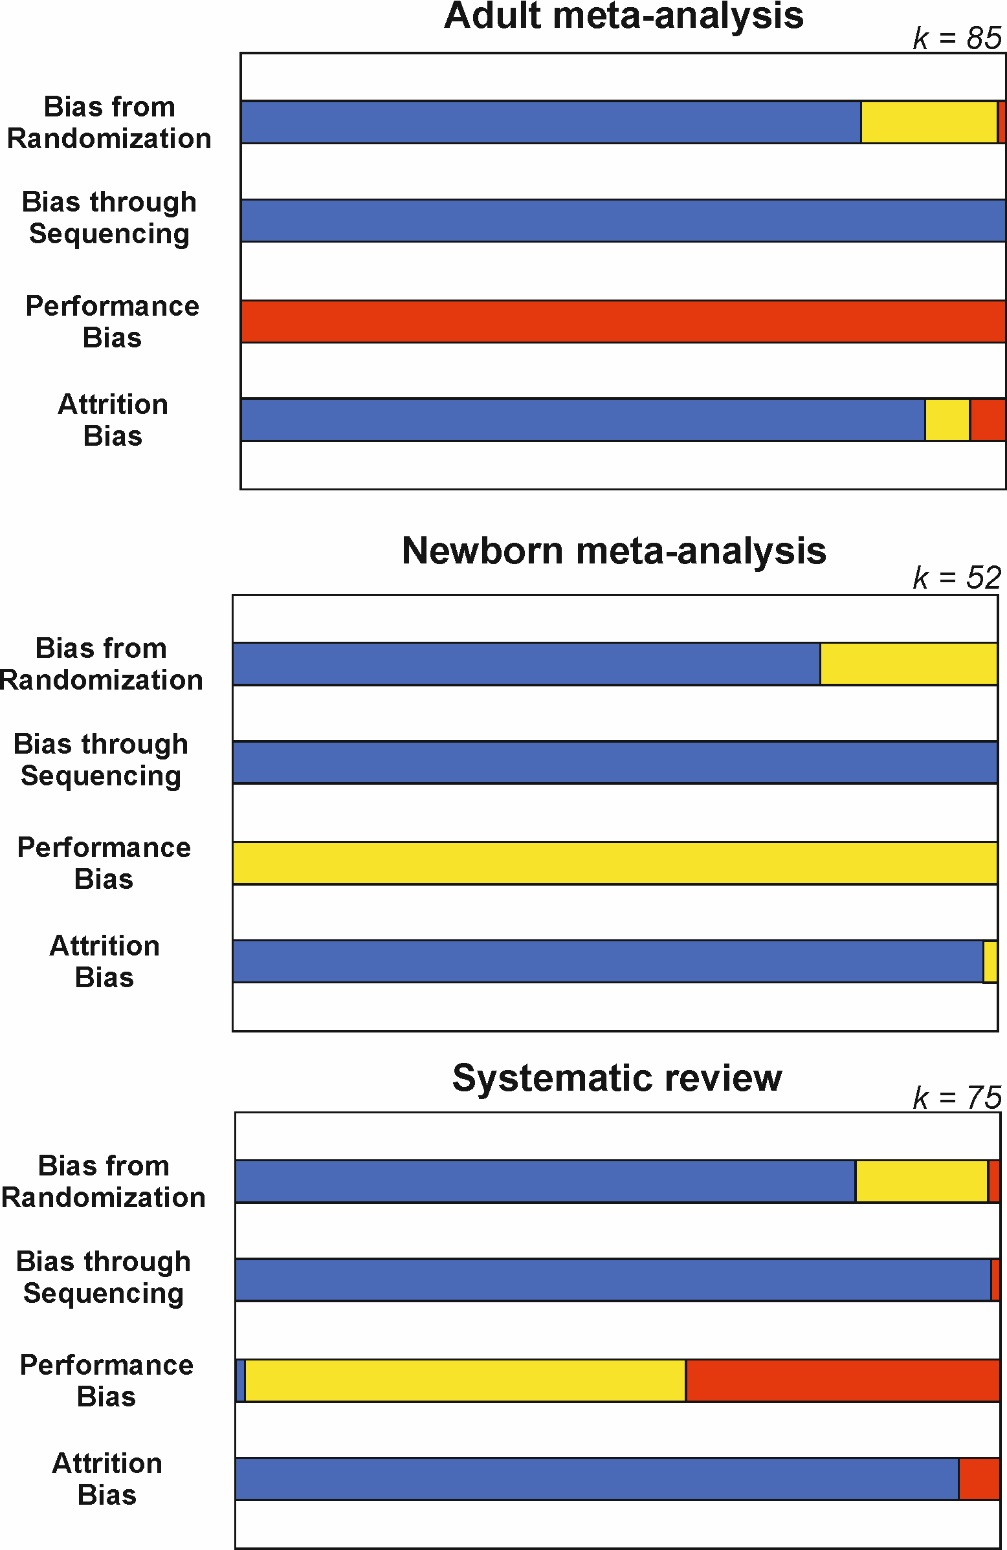 Adult meta-analysis
k = 85
Bias from
Randomization
Bias through
Sequencing
Performance
Bias
Attrition
Bias
Newborn meta-analysis
k = 52
Bias from
Randomization
Bias through
Sequencing
Performance
Bias
Attrition
Bias
Systematic review
k = 75
Bias from
Randomization
Bias through
Sequencing
Performance
Bias
Attrition
Bias